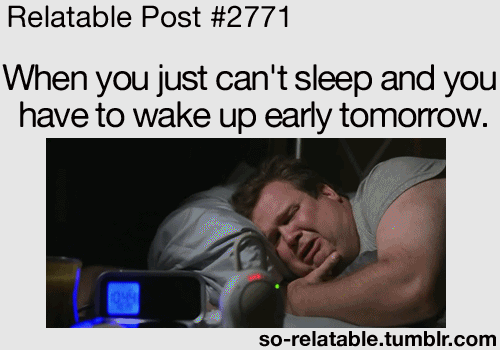 Relatable Post #2771
When you just can't sleep and you
have to wake up early tomorrow.
so-relatable.tumblr.com